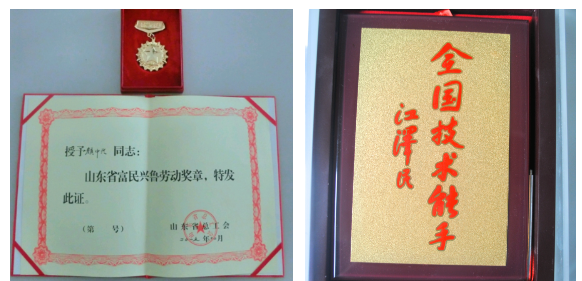 授予 同志：
山东省富民兴鲁劳动奖章，特发
此证。
（第 号）
山东省总工会
全国技术能手
江泽民